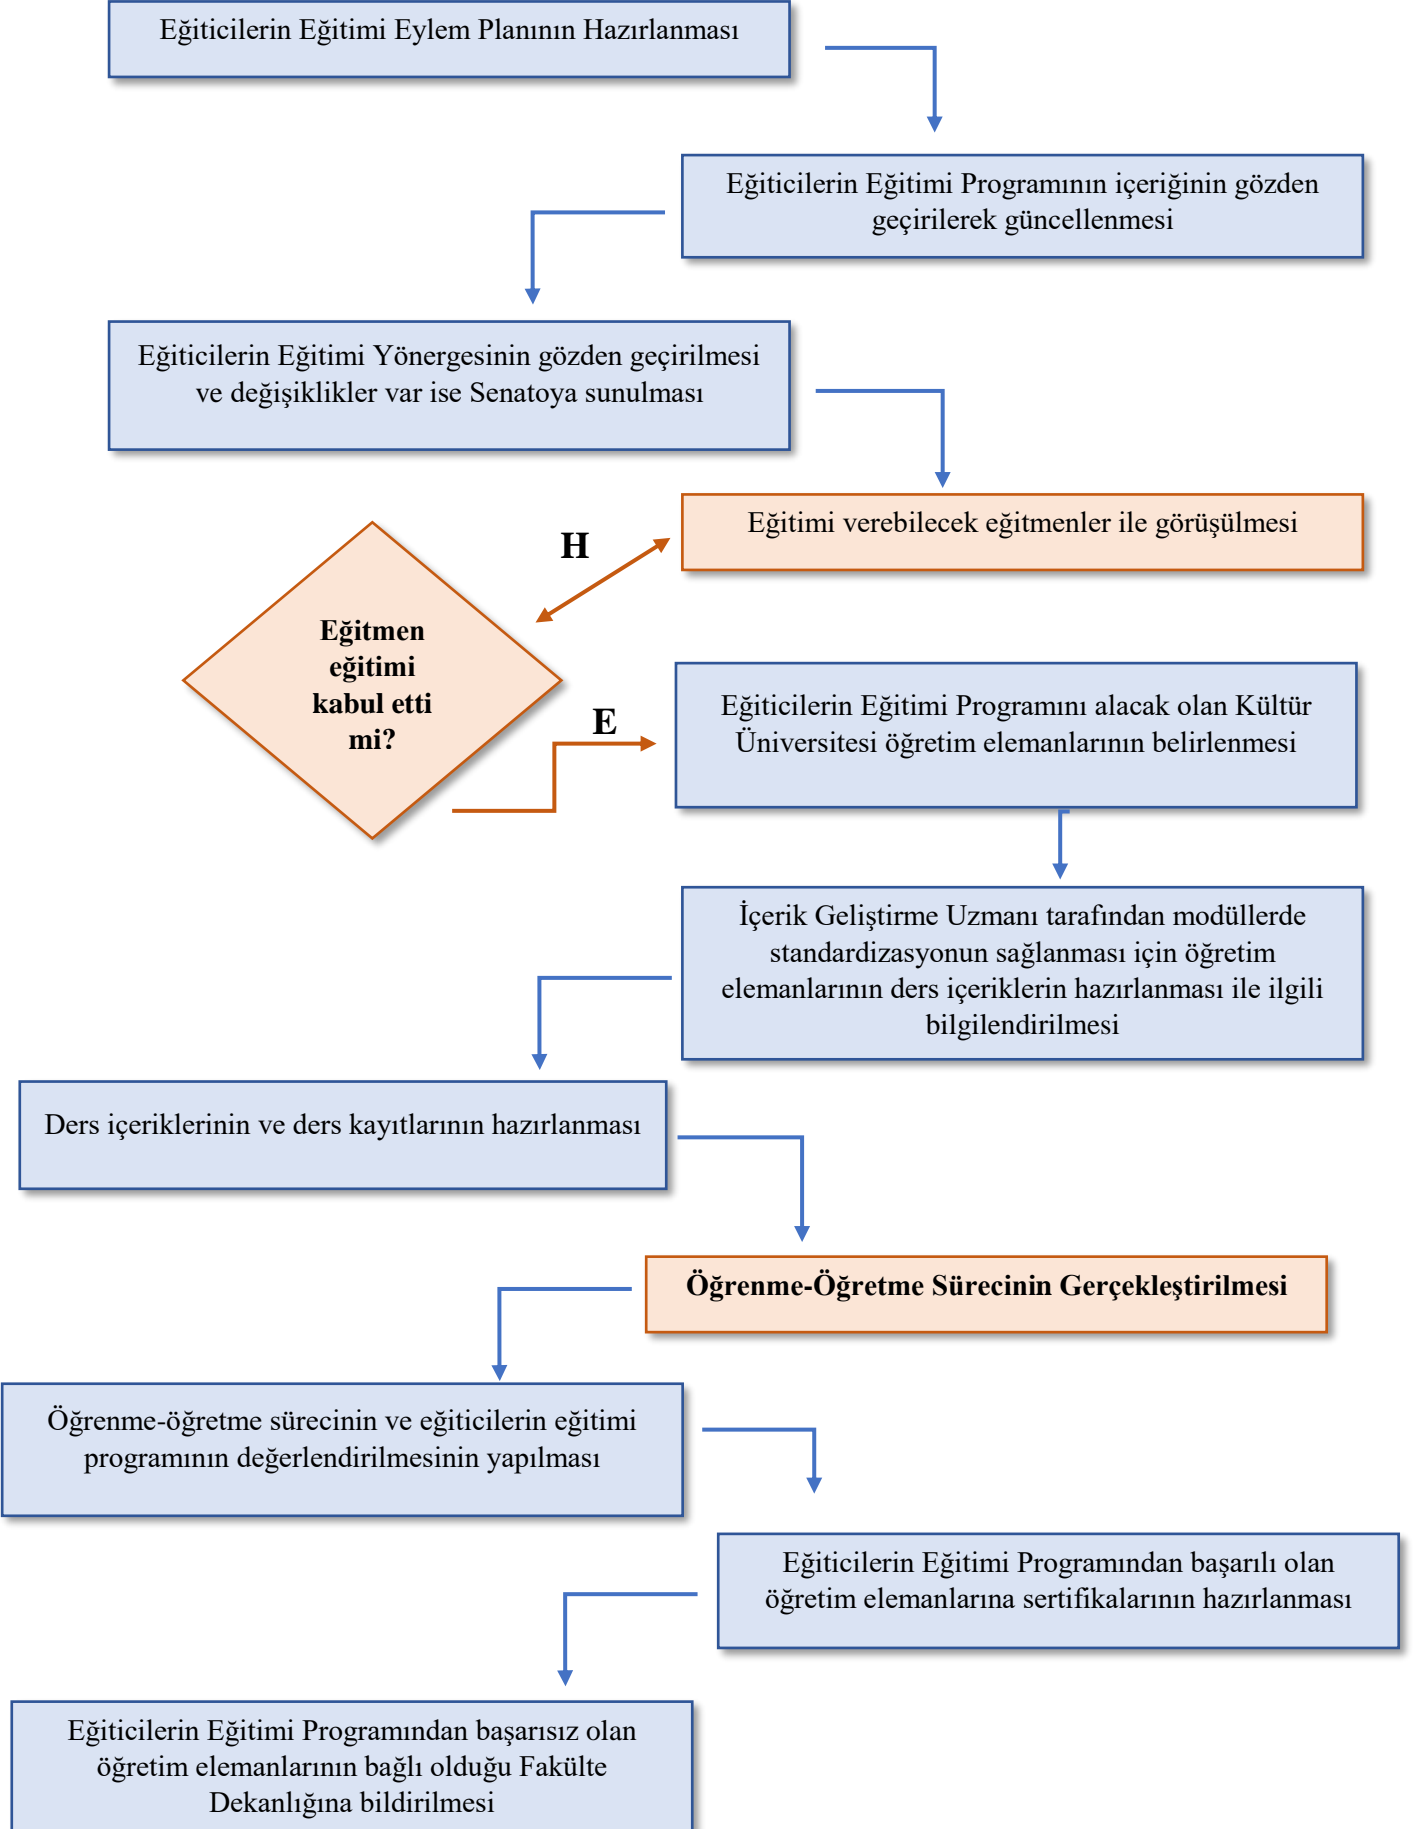 Eğiticilerin Eğitimi Eylem Planının Hazırlanması
Eğiticilerin Eğitimi Programının içeriğinin gözden
geçirilerek güncellenmesi
Eğiticilerin Eğitimi Yönergesinin gözden geçirilmesi
ve değişiklikler var ise Senatoya sunulması
Eğitimi verebilecek eğitmenler ile görüşülmesi
H
Eğitmen
eğitimi
kabul etti
mi?
E
Eğiticilerin Eğitimi Programını alacak olan Kültür
Üniversitesi öğretim elemanlarının belirlenmesi
İçerik Geliştirme Uzmanı tarafından modüllerde
standardizasyonun sağlanması için öğretim
elemanlarının ders içeriklerin hazırlanması ile ilgili
bilgilendirilmesi
Ders içeriklerinin ve ders kayıtlarının hazırlanması
Öğrenme-Öğretme Sürecinin Gerçekleştirilmesi
Öğrenme-öğretme sürecinin ve eğiticilerin eğitimi
programının değerlendirilmesinin yapılması
Eğiticilerin Eğitimi Programından başarılı olan
öğretim elemanlarına sertifikalarının hazırlanması
Eğiticilerin Eğitimi Programından başarısız olan
öğretim elemanlarının bağlı olduğu Fakülte
Dekanlığına bildirilmesi